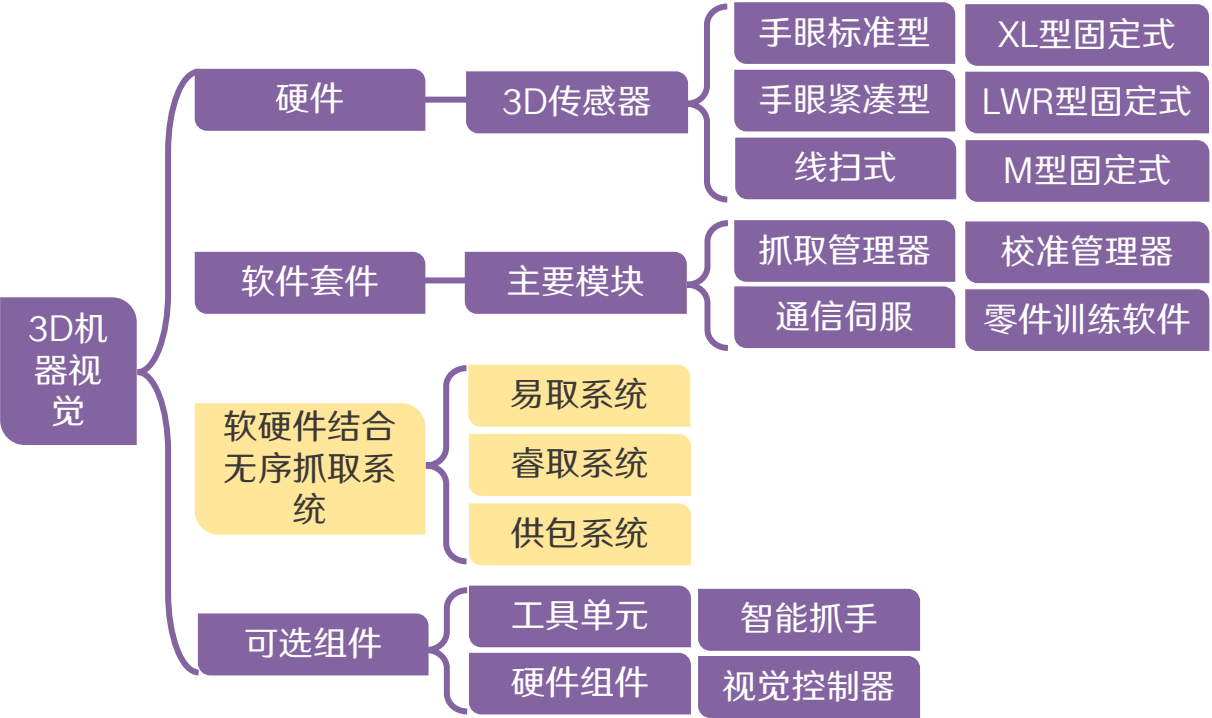 硬件
3D传感器
手眼标准型
XL型固定式
手眼紧凑型
LWR型固定式
线扫式
M型固定式
软件套件
主要模块
抓取管理器
校准管理器
通信伺服
零件训练软件
3D机
器视
觉
软硬件结合
无序抓取系
统
易取系统
睿取系统
供包系统
可选组件
工具单元
智能抓手
硬件组件
视觉控制器